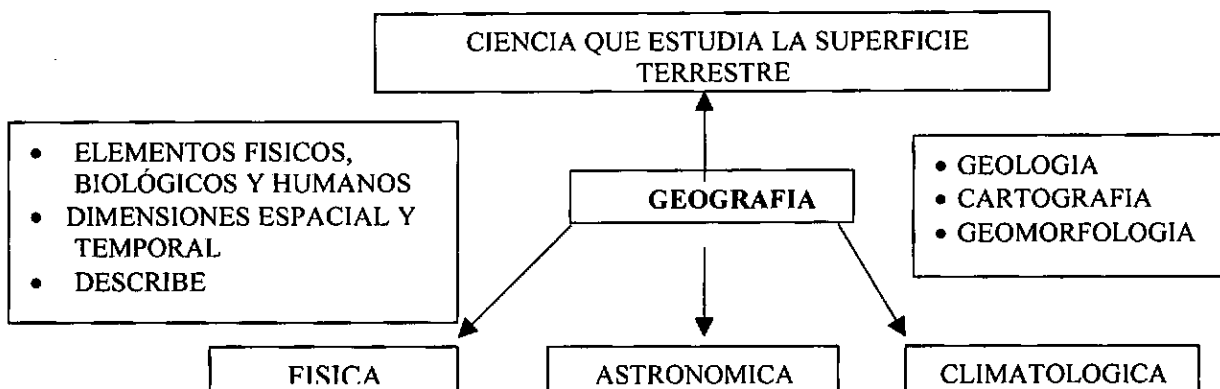 CIENCIA QUE ESTUDIA LA SUPERFICIE
TERRESTRE
• ELEMENTOS FISICOS,
BIOLÓGICOS Y HUMANOS
• DIMENSIONES ESPACIAL Y
TEMPORAL
• DESCRIBE
GEOGRAFIA
• GEOLOGIA
• CARTOGRAFIA
• GEOMORFOLOGIA
FISICA
ASTRONOMICA
CLIMATOLOGICA